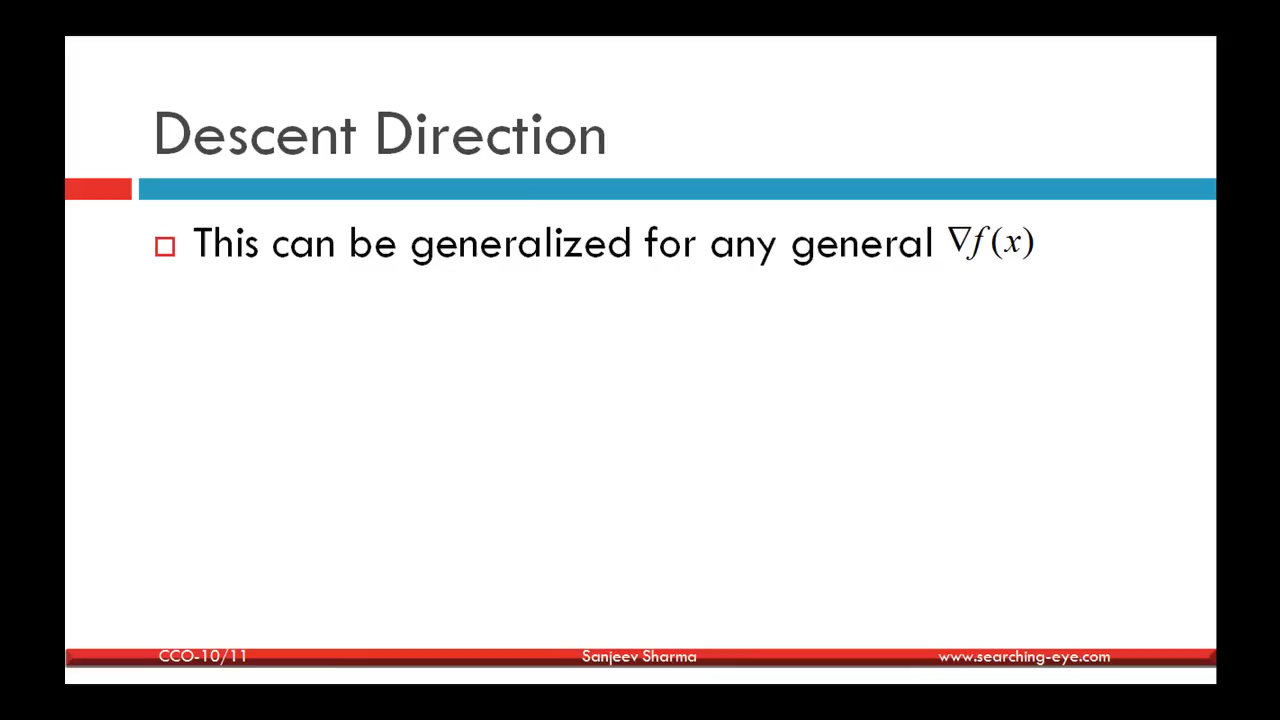 Descent Direction
This can be generalized for any general ∇f(x)
CCO-10/11 Sanjeev Sharma www.searching-eye.com